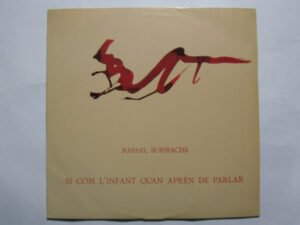 RAFAEL SUBIRACHS
SI COM L'INFANT QUAN APRÈN DE PARLAR